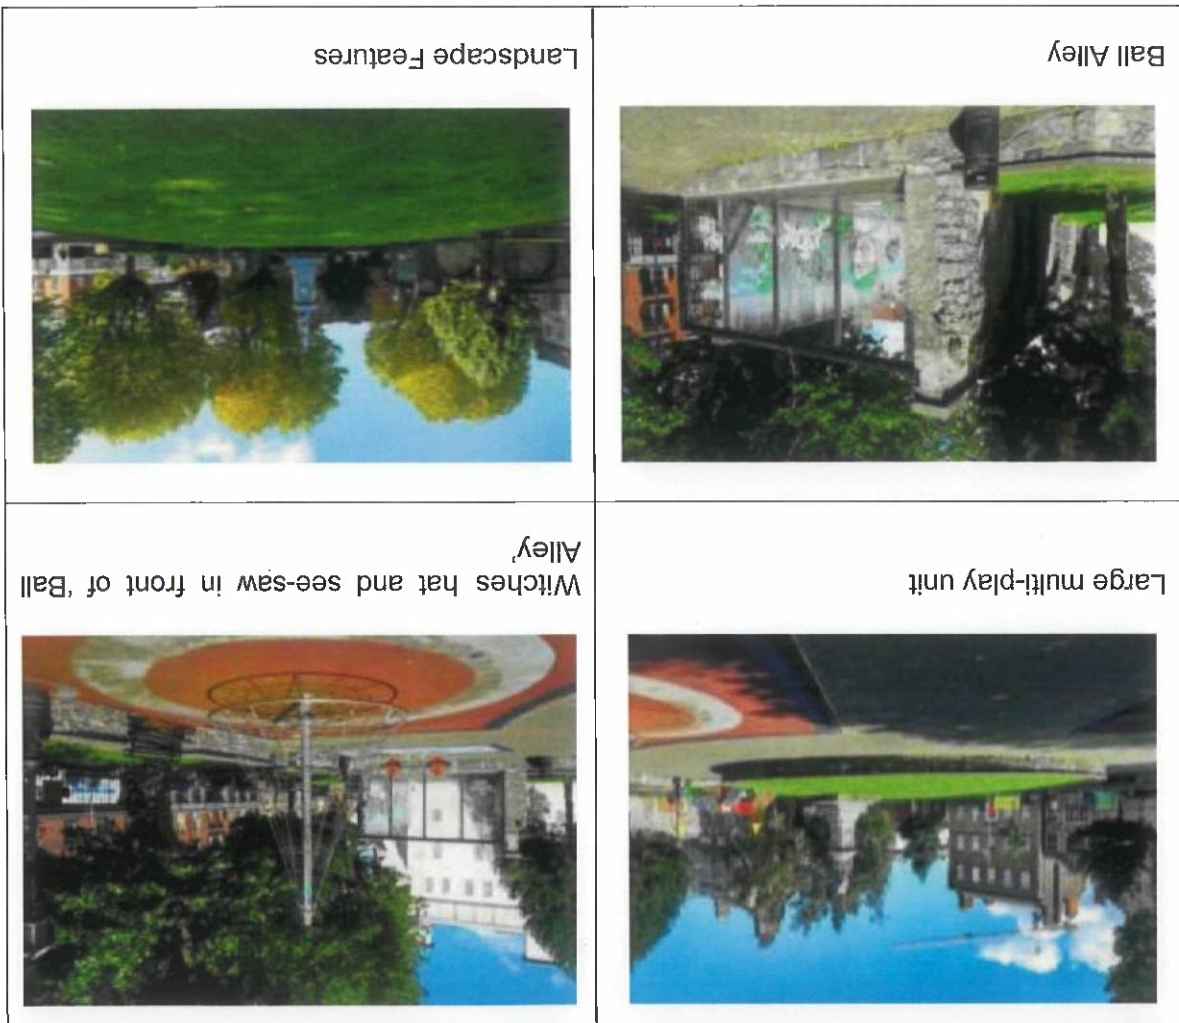 Large multi-play unit
Witches hat and see-saw in front of 'Ball
Alley'
Ball Alley
Landscape Features